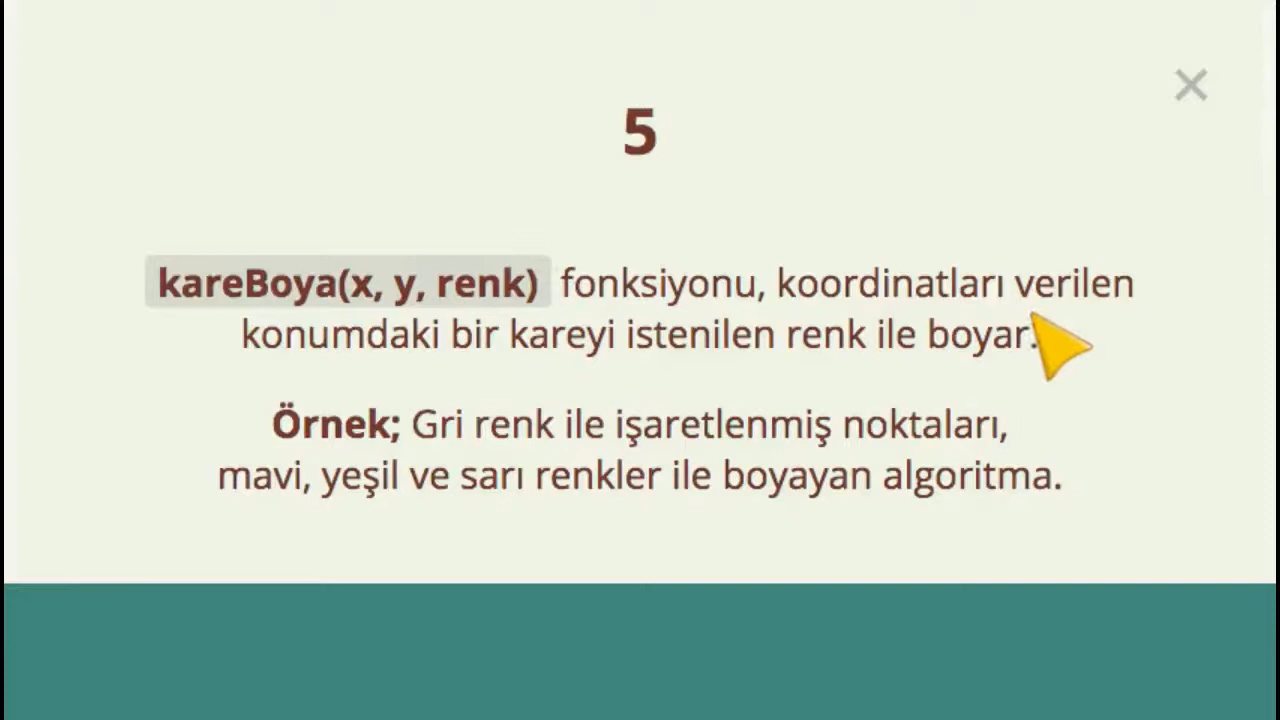 5
kareBoya(x, y, renk) fonksiyonu, koordinatları verilen
konumdaki bir kareyi istenilen renk ile boyar.
Örnek; Gri renk ile işaretlenmiş noktaları,
mavi, yeşil ve sarı renkler ile boyayan algoritma.